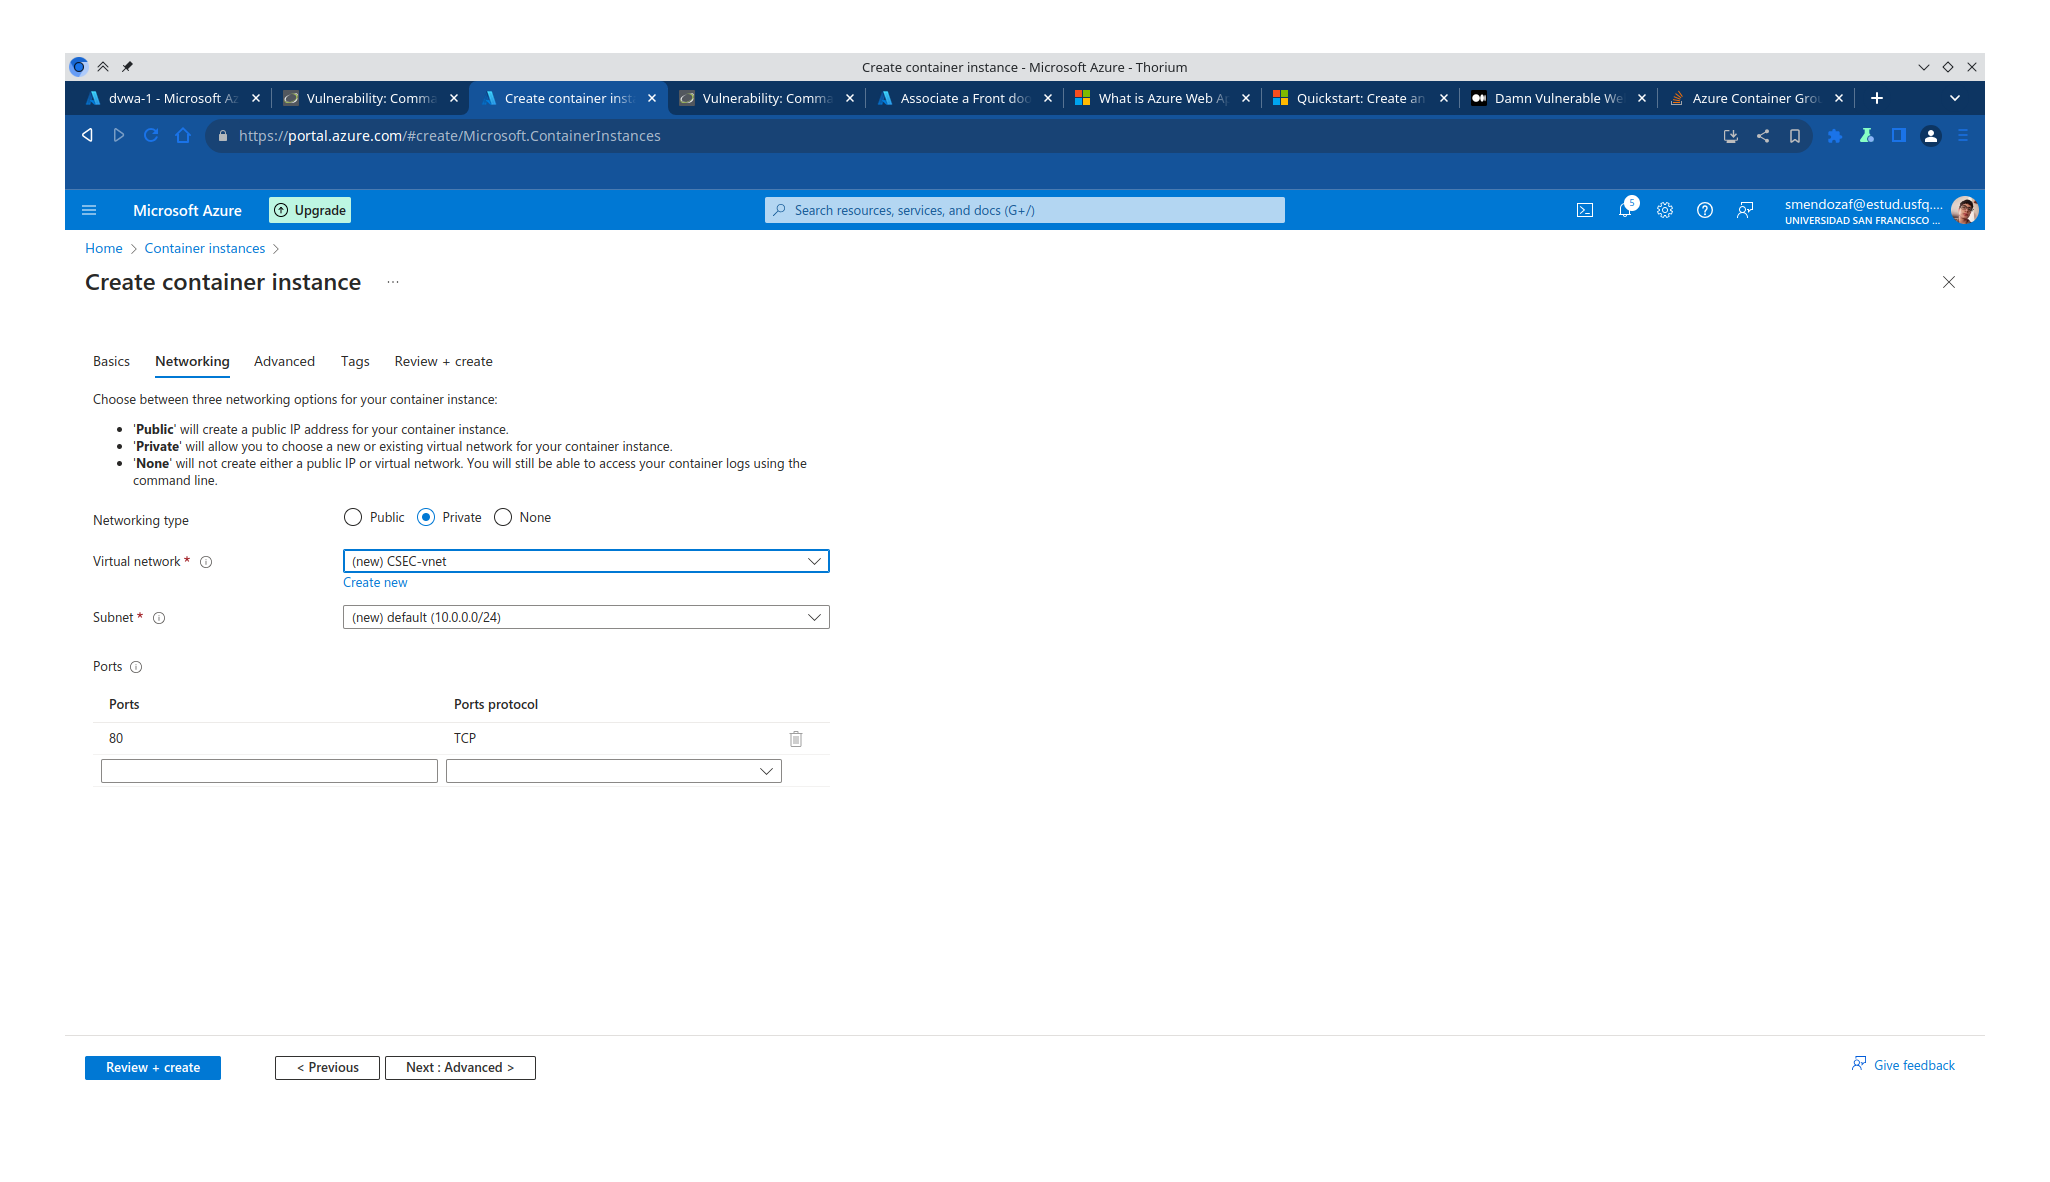 Create container instance - Microsoft Azure - Thorium
dvwa-1 - Microsoft Az
Vulnerability: Comma
Create container inst
Vulnerability: Comma
Associate a Front doo
What is Azure Web Ap
Quickstart: Create an
Damn Vulnerable We
Azure Container Grou
https://portal.azure.com/#create/Microsoft.ContainerInstances
Microsoft Azure
Upgrade
Search resources, services, and docs (G+/)
5
smendozaf@estud.usfq....
UNIVERSIDAD SAN FRANCISCO ...
Home > Container instances >
Create container instance ...
Basics Networking Advanced Tags Review + create
Choose between three networking options for your container instance:
• 'Public' will create a public IP address for your container instance.
• 'Private' will allow you to choose a new or existing virtual network for your container instance.
• 'None' will not create either a public IP or virtual network. You will still be able to access your container logs using the
command line.
Networking type
Public Private None
Virtual network *
(new) CSEC-vnet
Create new
Subnet *
(new) default (10.0.0.0/24)
Ports
Ports Ports protocol
80 TCP
Review + create
< Previous
Next : Advanced >
Give feedback